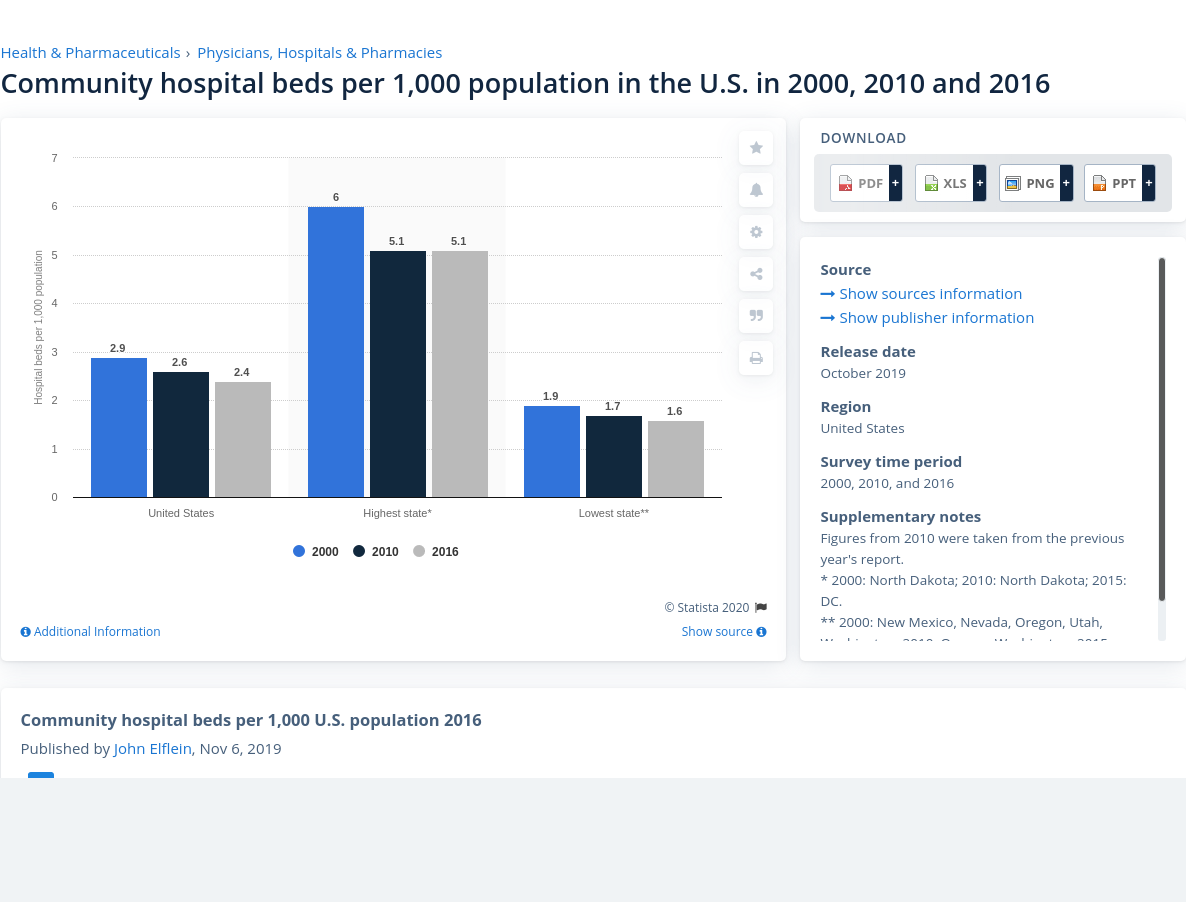 Health & Pharmaceuticals › Physicians, Hospitals & Pharmacies
Community hospital beds per 1,000 population in the U.S. in 2000, 2010 and 2016
Hospital beds per 1,000 population
7
6
5
4
3
2
1
0
2.9
2.6
2.4
6
5.1
5.1
1.9
1.7
1.6
United States
Highest state*
Lowest state**
2000
2010
2016
© Statista 2020
Additional Information
Show source
DOWNLOAD
PDF +
XLS +
PNG +
PPT +
Source
Show sources information
Show publisher information
Release date
October 2019
Region
United States
Survey time period
2000, 2010, and 2016
Supplementary notes
Figures from 2010 were taken from the previous
year's report.
* 2000: North Dakota; 2010: North Dakota; 2015:
DC.
** 2000: New Mexico, Nevada, Oregon, Utah,
Community hospital beds per 1,000 U.S. population 2016
Published by John Elflein, Nov 6, 2019